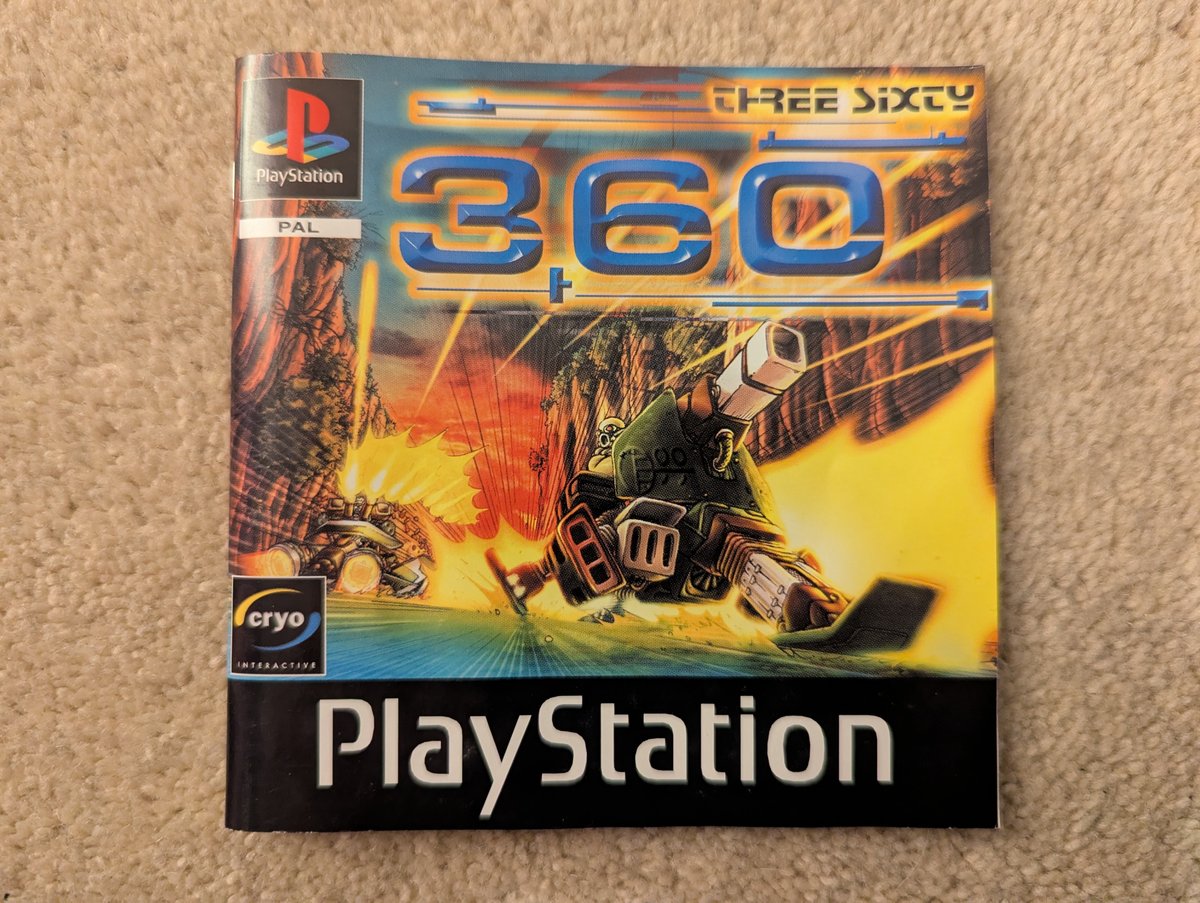 PlayStation
PAL
THREE SIXTY
360
cryo
INTERACTIVE
PlayStation